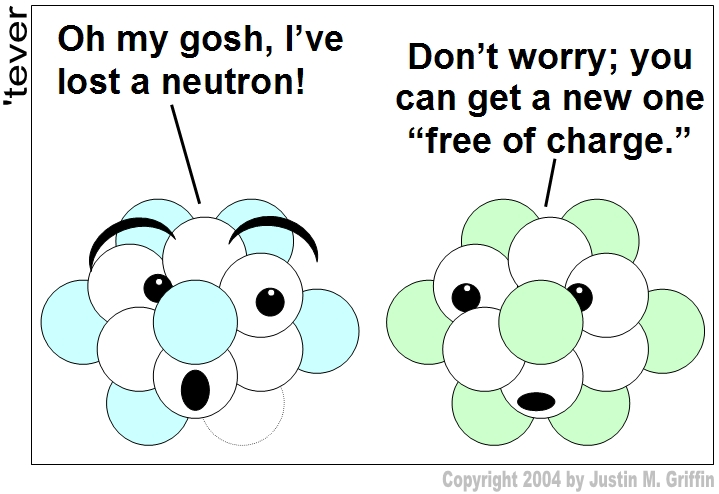 'tever
Oh my gosh, I've
lost a neutron!
Don't worry; you
can get a new one
“free of charge.”
Copyright 2004 by Justin M. Griffin